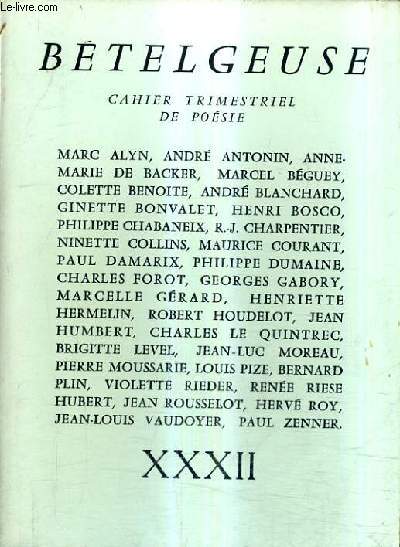 Le-livre.com
BÉTELGEUSE
CAHIER TRIMESTRIEL
DE POÉSIE
MARC ALYN, ANDRÉ ANTONIN, ANNE-
MARIE DE BACKER, MARCEL BÉGUEY,
COLETTE BENOITE, ANDRÉ BLANCHARD,
GINETTE BONVALET, HENRI BOSCO,
PHILIPPE CHABANEIX, R.-J. CHARPENTIER,
NINETTE COLLINS, MAURICE COURANT,
PAUL DAMARIX, PHILIPPE DUMAINE,
CHARLES FOROT, GEORGES GABORY,
MARCELLE GÉRARD, HENRIETTE
HERMELIN, ROBERT HOUDELOT, JEAN
HUMBERT, CHARLES LE QUINTREC,
BRIGITTE LEVEL, JEAN-LUC MOREAU,
PIERRE MOUSSARIE, LOUIS PIZE, BERNARD
PLIN, VIOLETTE RIEDER, RENÉE RIESE
HUBERT, JEAN ROUSSELOT, HERVÉ ROY,
JEAN-LOUIS VAUDOYER, PAUL ZENNER.
XXXII